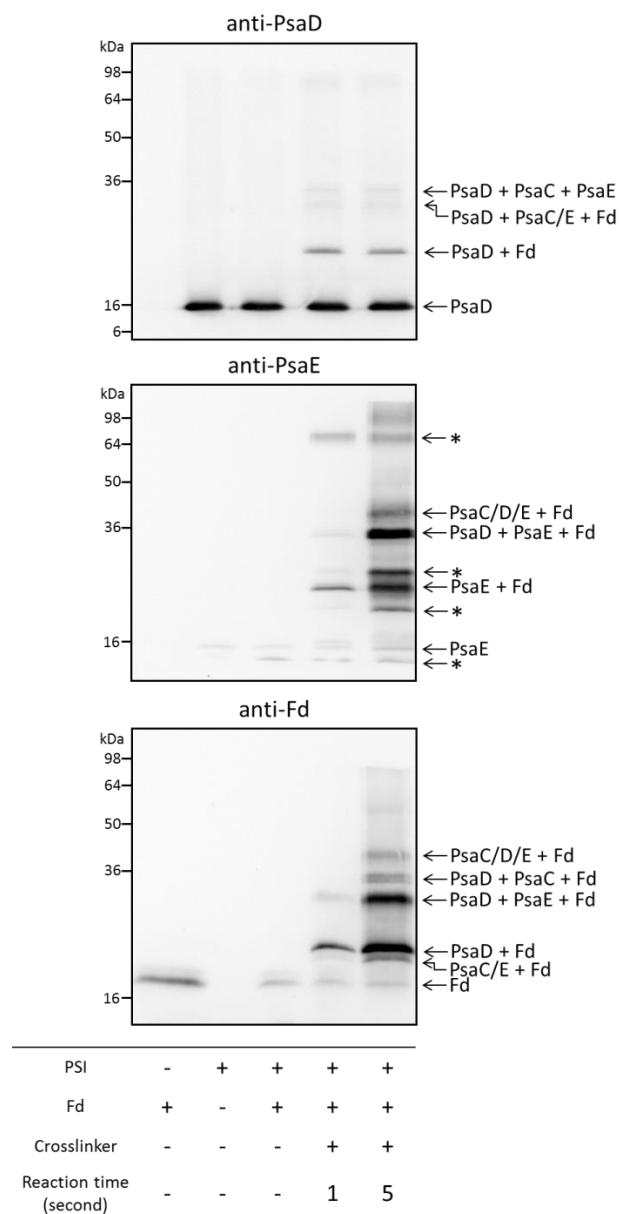 anti-PsaD
kDa
98
64
50
36
16
6
PsaD + PsaC + PsaE
PsaD + PsaC/E + Fd
PsaD + Fd
PsaD
anti-PsaE
kDa
98
64
50
36
16
*
PsaC/D/E + Fd
PsaD + PsaE + Fd
*
PsaE + Fd
*
PsaE
*
anti-Fd
kDa
98
64
50
36
16
PsaC/D/E + Fd
PsaD + PsaC + Fd
PsaD + PsaE + Fd
PsaD + Fd
PsaC/E + Fd
Fd
PSI - + + + +
Fd + - + + +
Crosslinker - - - + +
Reaction time
(second) - - - 1 5